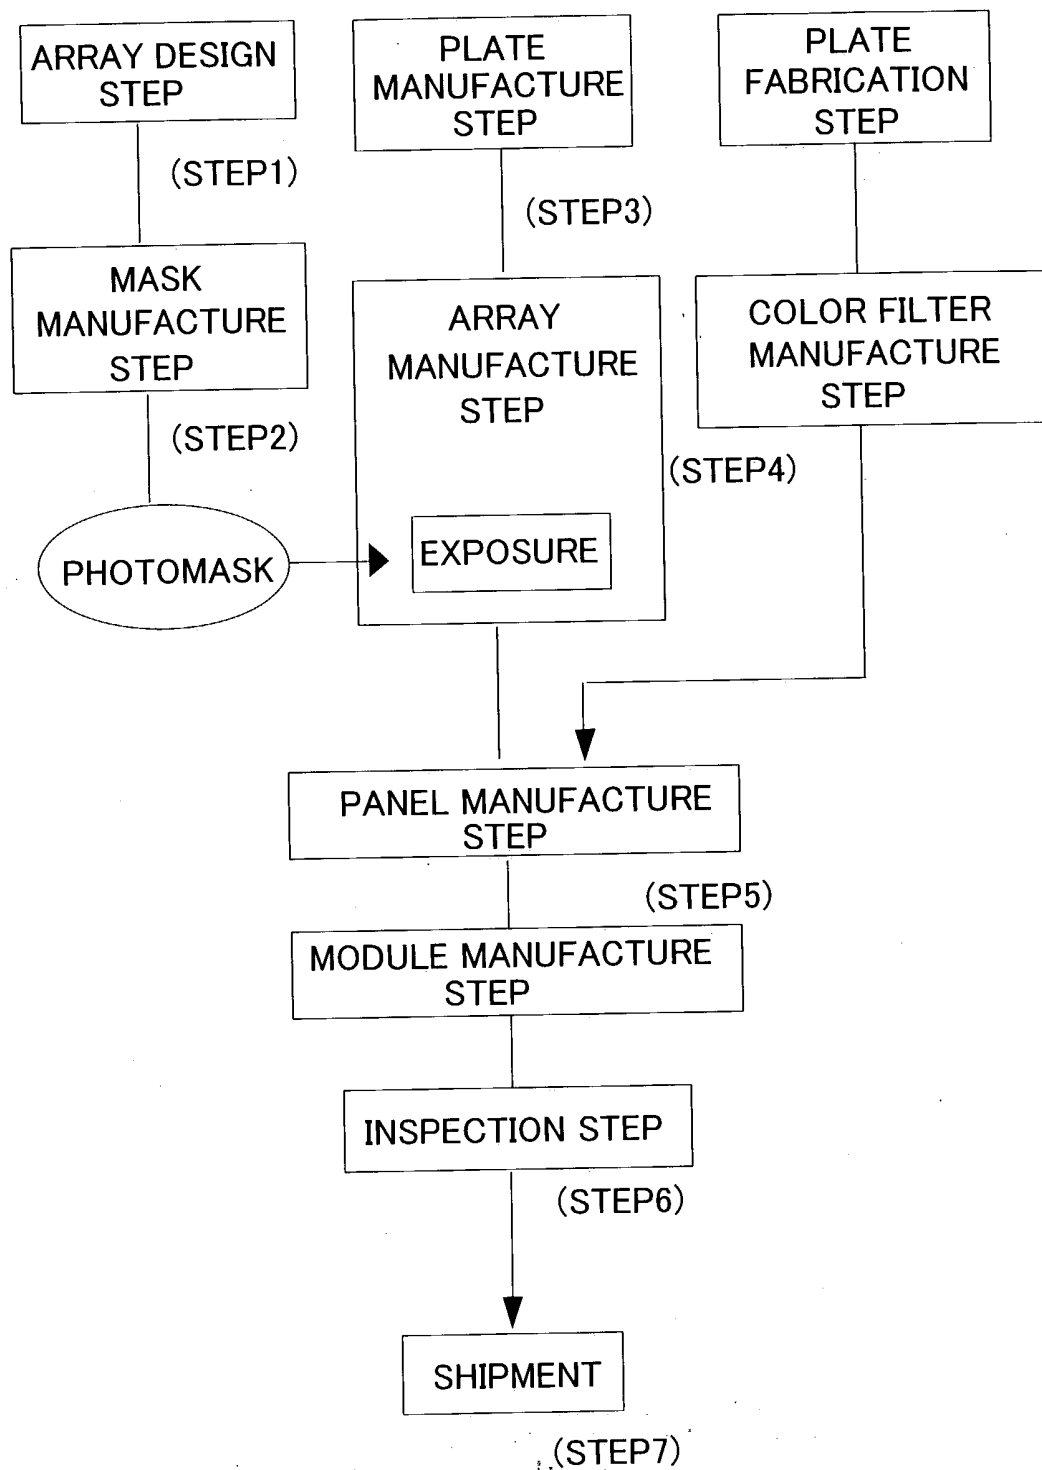 ARRAY DESIGN
STEP
(STEP1)
MASK
MANUFACTURE
STEP
(STEP2)
PHOTOMASK
PLATE
MANUFACTURE
STEP
(STEP3)
ARRAY
MANUFACTURE
STEP
(STEP4)
EXPOSURE
PLATE
FABRICATION
STEP
COLOR FILTER
MANUFACTURE
STEP
PANEL MANUFACTURE
STEP
(STEP5)
MODULE MANUFACTURE
STEP
INSPECTION STEP
(STEP6)
SHIPMENT
(STEP7)